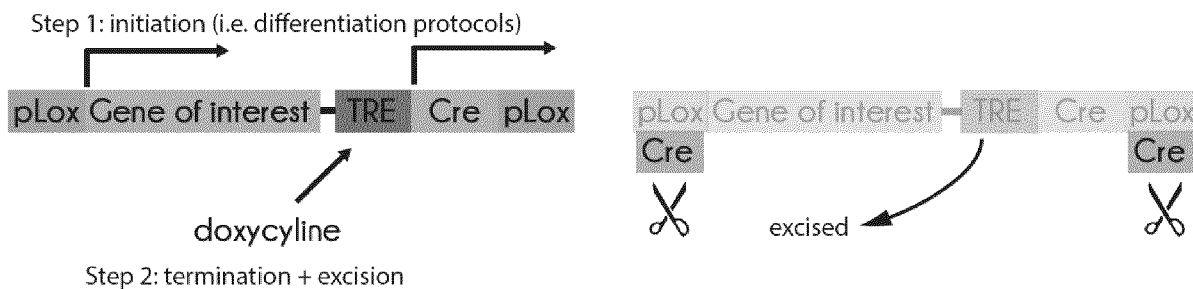 Step 1: initiation (i.e. differentiation protocols)
pLox Gene of interest TRE Cre pLox
doxycyline
Step 2: termination + excision
pLox Gene of interest TRE Cre pLox
Cre Cre
excised